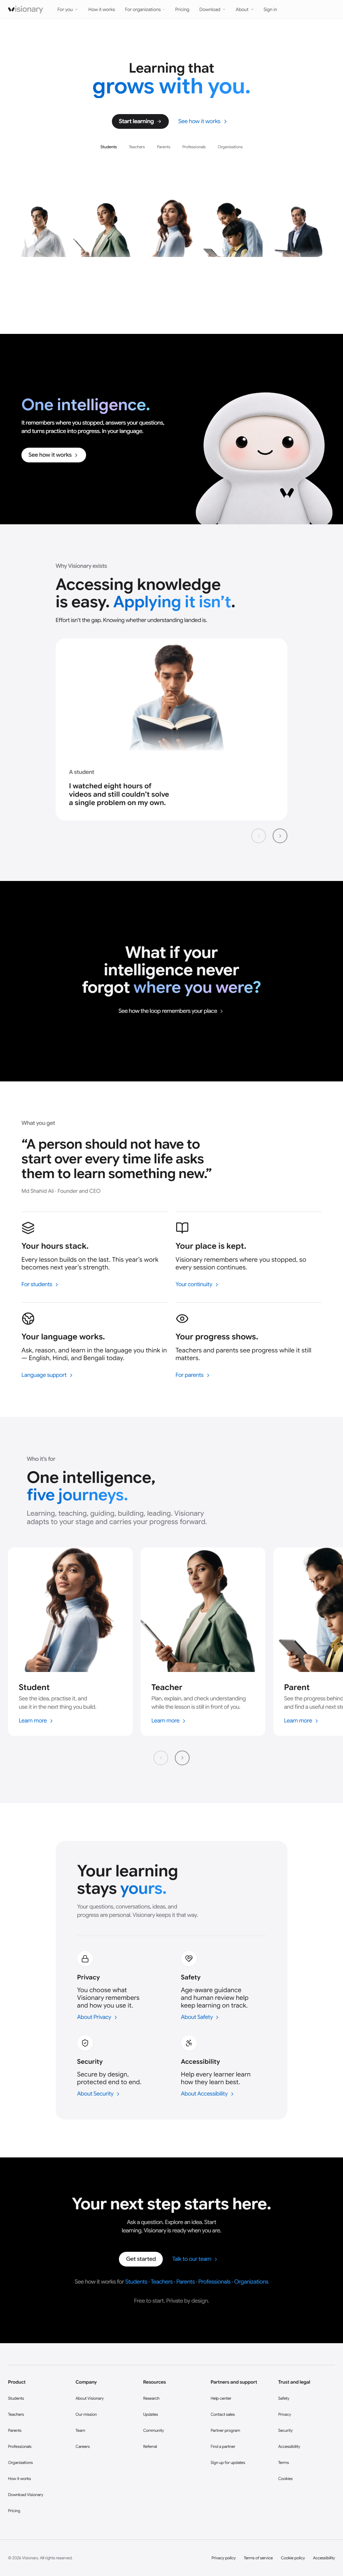 visionary
For you
How it works
For organizations
Pricing
Download
About
Sign in
Learning that
grows with you.
Start learning
See how it works
Students
Teachers
Parents
Professionals
Organizations
One intelligence.
It remembers where you stopped, answers your questions,
and turns practice into progress. In your language.
See how it works
Why Visionary exists
Accessing knowledge
is easy. Applying it isn’t.
Effort isn’t the gap. Knowing whether understanding landed is.
A student
I watched eight hours of
videos and still couldn’t solve
a single problem on my own.
What if your
intelligence never
forgot where you were?
See how the loop remembers your place
What you get
“A person should not have to
start over every time life asks
them to learn something new.”
Md Shahid Ali · Founder and CEO
Your hours stack.
Every lesson builds on the last. This year’s work
becomes next year’s strength.
For students
Your place is kept.
Visionary remembers where you stopped, so
every session continues.
Your continuity
Your language works.
Ask, reason, and learn in the language you think in
— English, Hindi, and Bengali today.
Language support
Your progress shows.
Teachers and parents see progress while it still
matters.
For parents
Who it’s for
One intelligence,
five journeys.
Learning, teaching, guiding, building, leading. Visionary
adapts to your stage and carries your progress forward.
Student
See the idea, practise it, and
use it in the next thing you build.
Learn more
Teacher
Plan, explain, and check understanding
while the lesson is still in front of you.
Learn more
Parent
See the progress behind
and find a useful next st
Learn more
Your learning
stays yours.
Your questions, conversations, ideas, and
progress are personal. Visionary keeps it that way.
Privacy
You choose what
Visionary remembers
and how you use it.
About Privacy
Safety
Age-aware guidance
and human review help
keep learning on track.
About Safety
Security
Secure by design,
protected end to end.
About Security
Accessibility
Help every learner learn
how they learn best.
About Accessibility
Your next step starts here.
Ask a question. Explore an idea. Start
learning. Visionary is ready when you are.
Get started
Talk to our team
See how it works for Students · Teachers · Parents · Professionals · Organizations
Free to start. Private by design.
Product
Students
Teachers
Parents
Professionals
Organizations
How it works
Download Visionary
Pricing
Company
About Visionary
Our mission
Team
Careers
Resources
Research
Updates
Community
Referral
Partners and support
Help center
Contact sales
Partner program
Find a partner
Sign up for updates
Trust and legal
Safety
Privacy
Security
Accessibility
Terms
Cookies
© 2026 Visionary. All rights reserved.
Privacy policy
Terms of service
Cookie policy
Accessibility